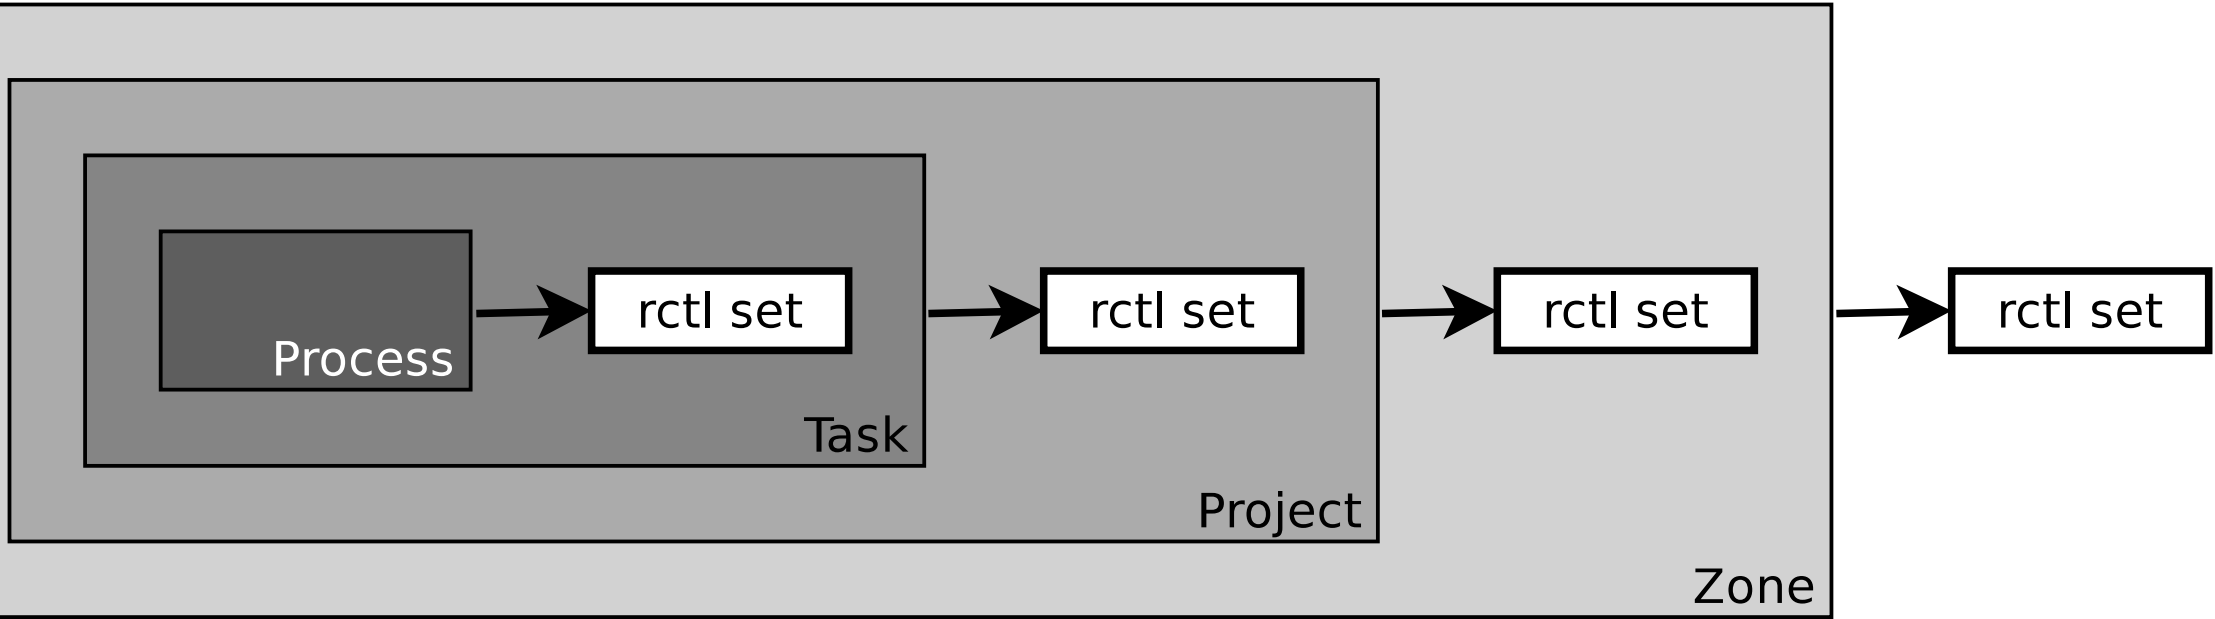 rctl set
rctl set
rctl set
rctl set
Process
Task
Project
Zone